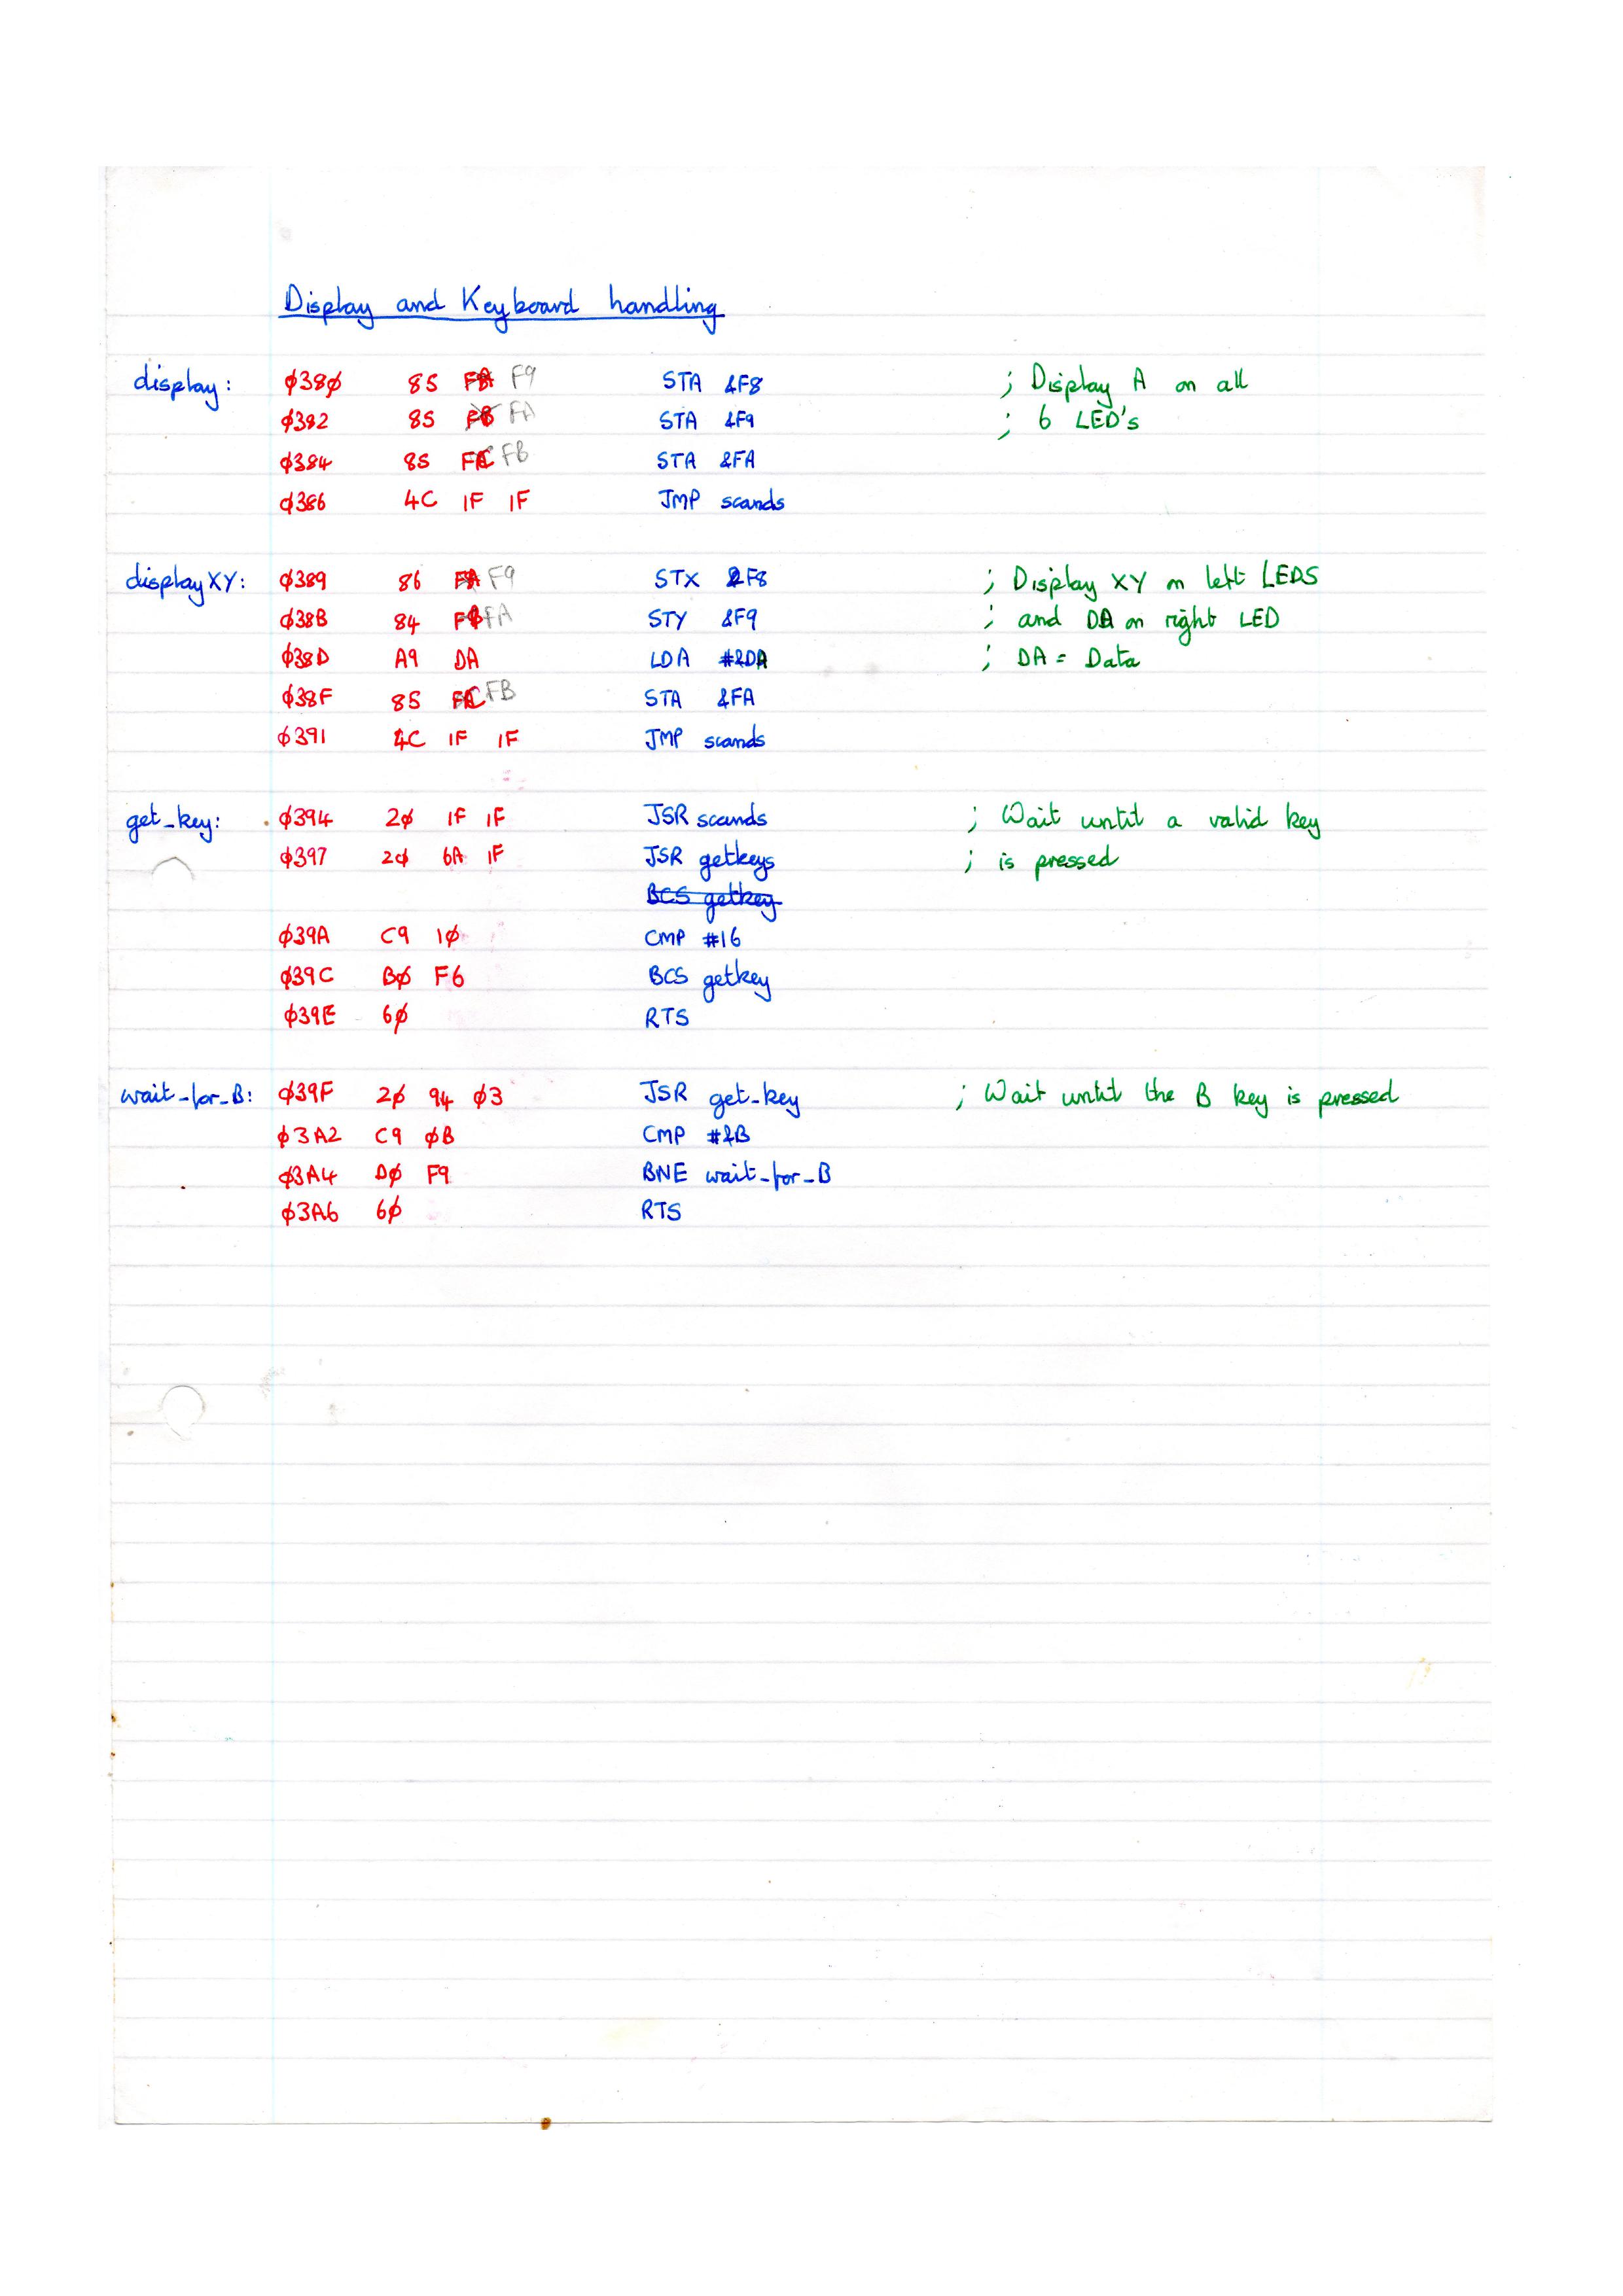 Display and Keyboard handling
display: φ38φ 85 F9 STA &F8 ; Display A on all
φ382 85 FA STA &F9 ; 6 LED's
φ384 85 FB STA &FA
φ386 4C 1F 1F JMP scands
displayXY: φ389 86 F9 STX &F8 ; Display XY on left LEDS
φ38B 84 FA STY &F9 ; and DA on right LED
φ38D A9 DA LDA #&DA ; DA = Data
φ38F 85 FB STA &FA
φ391 4C 1F 1F JMP scands
get_key: φ394 2φ 1F 1F JSR scands ; Wait until a valid key
φ397 2φ 6A 1F JSR getkeys ; is pressed
BCS getkey
φ39A C9 1φ CMP #16
φ39C Bφ F6 BCS getkey
φ39E 6φ RTS
wait_for_B: φ39F 2φ 94 φ3 JSR get_key ; Wait until the B key is pressed
φ3A2 C9 φB CMP #&B
φ3A4 Dφ F9 BNE wait_for_B
φ3A6 6φ RTS